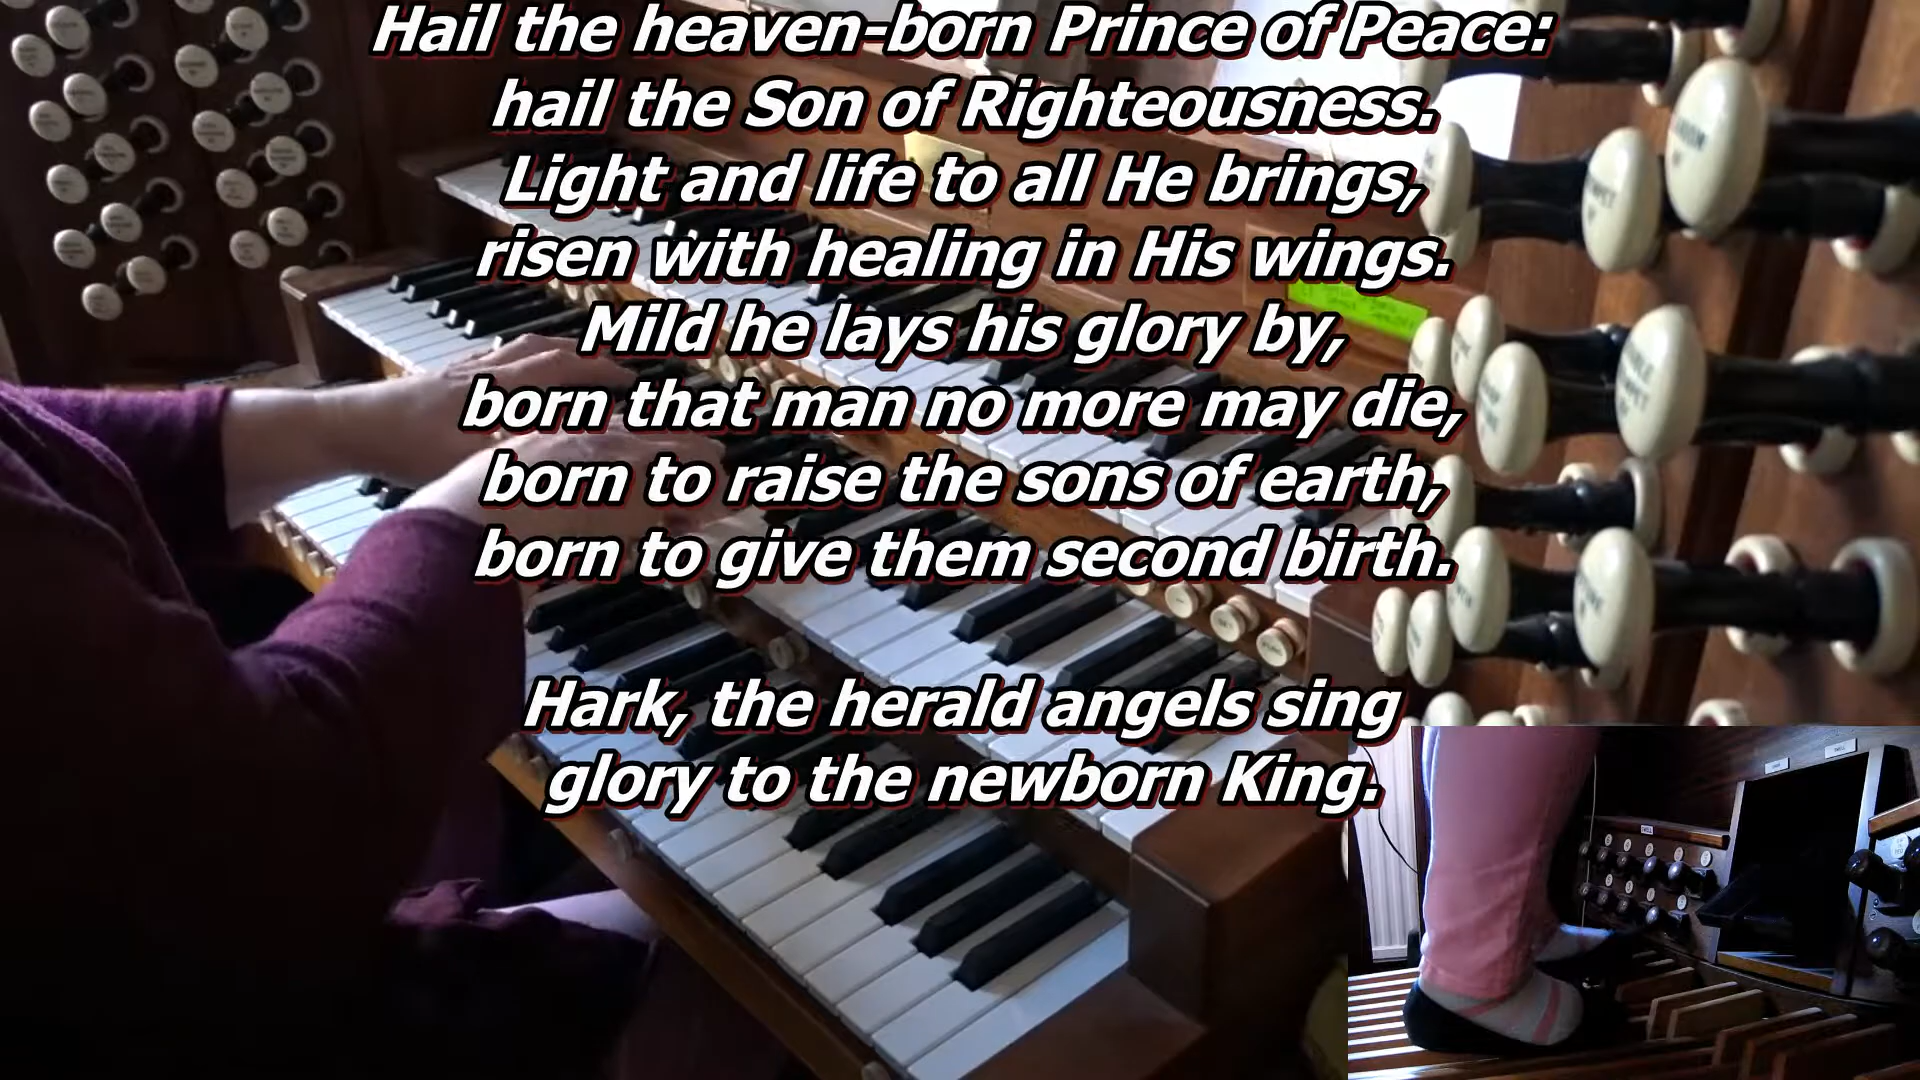 Hail the heaven-born Prince of Peace:
hail the Son of Righteousness.
Light and life to all He brings,
risen with healing in His wings.
Mild he lays his glory by,
born that man no more may die,
born to raise the sons of earth,
born to give them second birth.
Hark, the herald angels sing
glory to the newborn King.